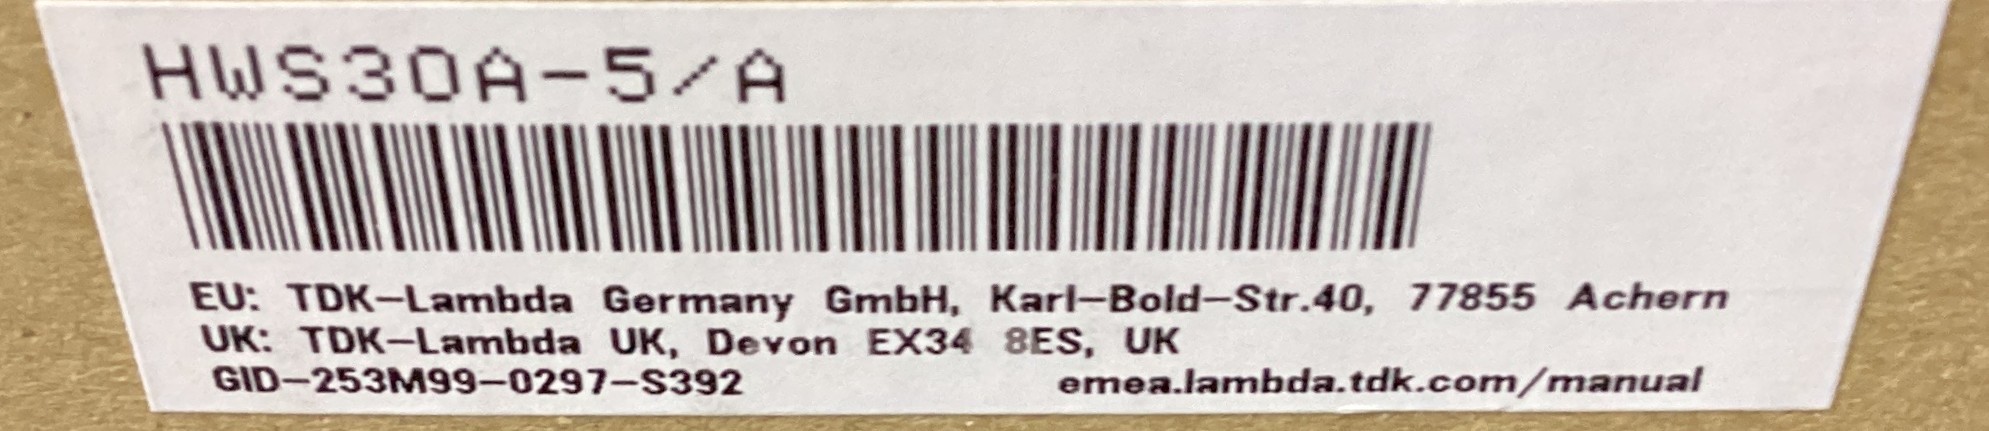 HWS30A-5/A
EU: TDK-Lambda Germany GmbH, Karl-Bold-Str.40, 77855 Achern
UK: TDK-Lambda UK, Devon EX34 8ES, UK
GID-253M99-0297-S392 emea.lambda.tdk.com/manual